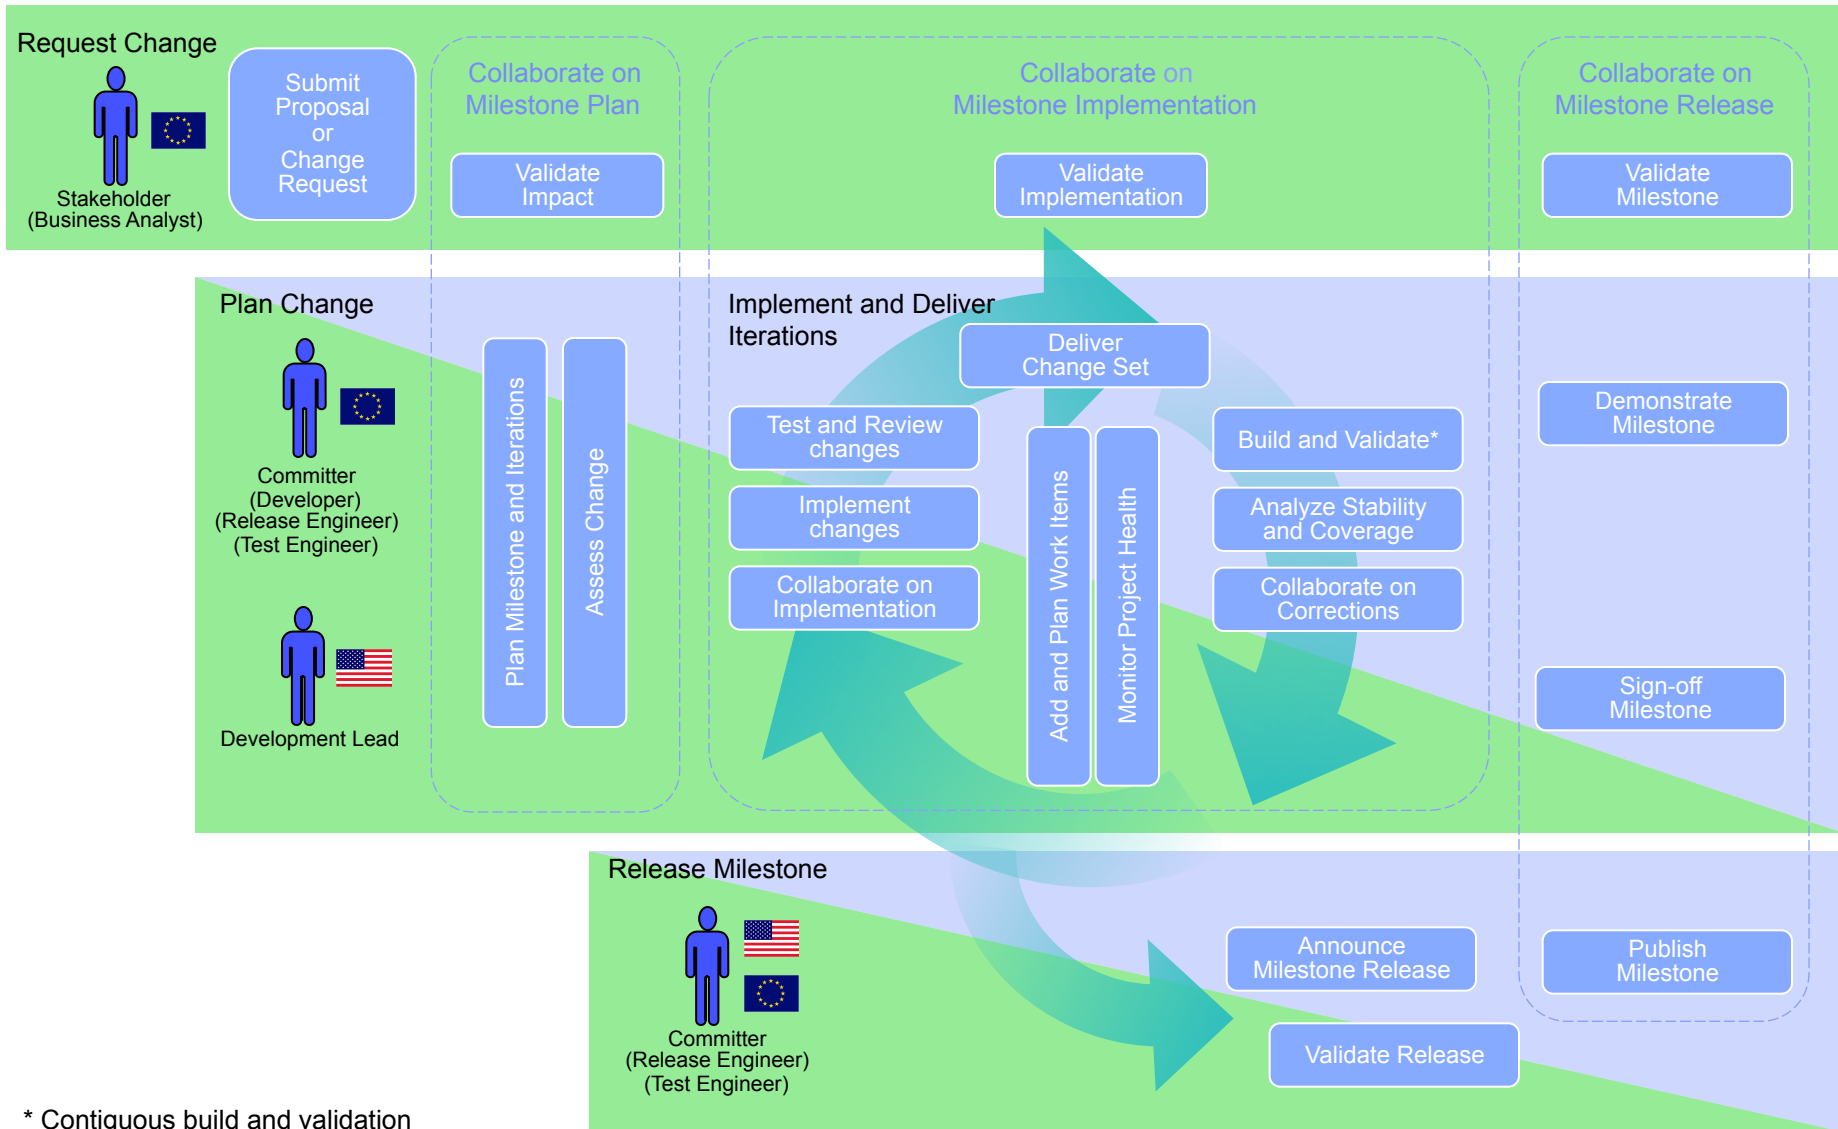 Request Change
Stakeholder
(Business Analyst)
Submit
Proposal
or
Change
Request
Collaborate on
Milestone Plan
Validate
Impact
Collaborate on
Milestone Implementation
Validate
Implementation
Collaborate on
Milestone Release
Validate
Milestone
Plan Change
Committer
(Developer)
(Release Engineer)
(Test Engineer)
Development Lead
Plan Milestone and Iterations
Assess Change
Implement and Deliver
Iterations
Deliver
Change Set
Test and Review
changes
Implement
changes
Collaborate on
Implementation
Add and Plan Work Items
Monitor Project Health
Build and Validate*
Analyze Stability
and Coverage
Collaborate on
Corrections
Demonstrate
Milestone
Sign-off
Milestone
Release Milestone
Committer
(Release Engineer)
(Test Engineer)
Announce
Milestone Release
Validate Release
Publish
Milestone
* Contiguous build and validation